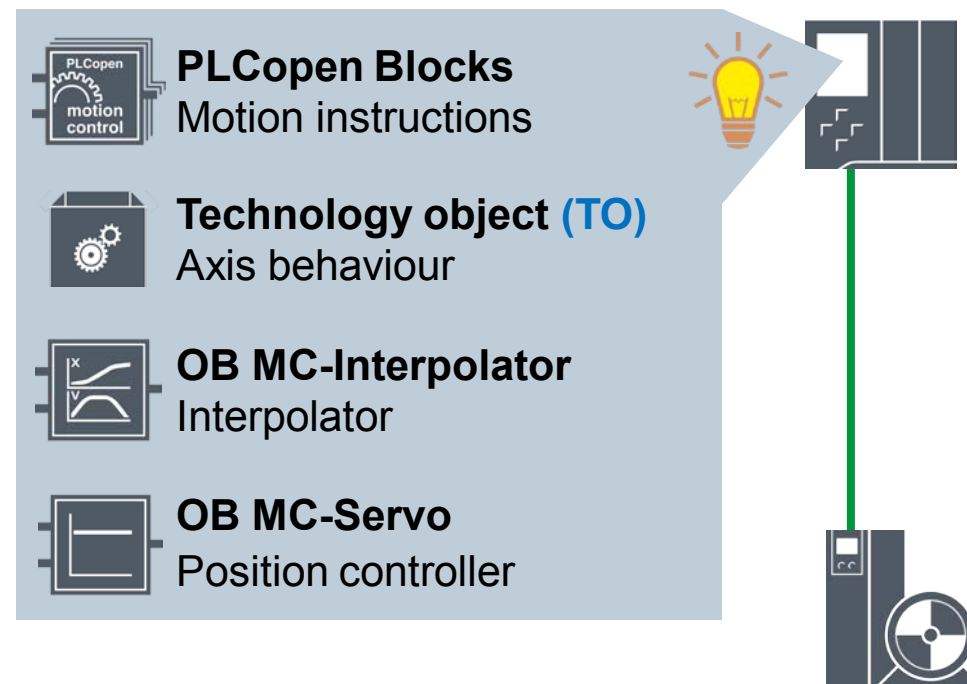 PLCopen
motion
control
PLCopen Blocks
Motion instructions
Technology object (TO)
Axis behaviour
X
V
OB MC-Interpolator
Interpolator
OB MC-Servo
Position controller